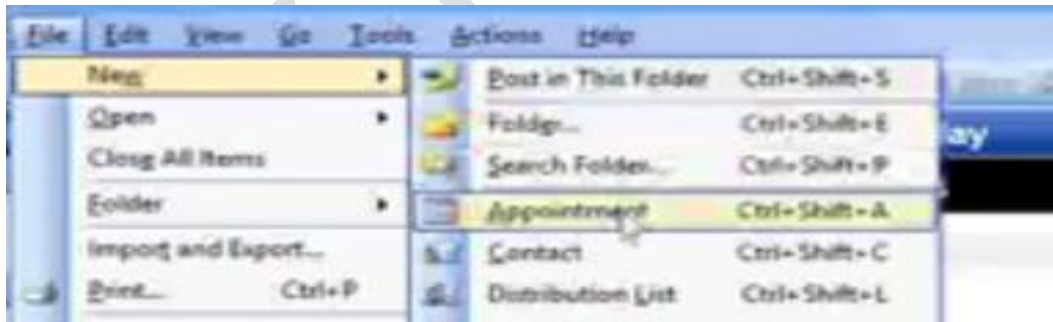 File Edit View Go Tools Actions Help
New Post in This Folder Ctrl+Shift+S
Open Folder... Ctrl+Shift+E
Close All Items Search Folder... Ctrl+Shift+P
Folder Appointment Ctrl+Shift+A
Import and Export... Contact Ctrl+Shift+C
Print... Ctrl+P Distribution List Ctrl+Shift+L
ay